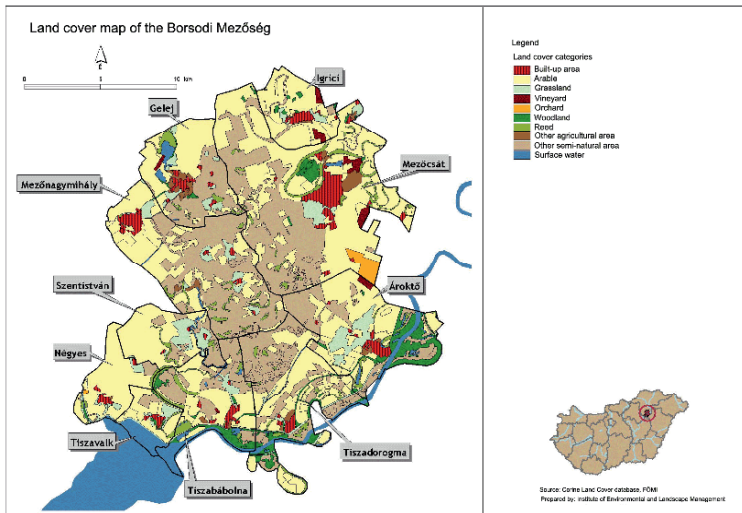 Land cover map of the Borsodi Mezőség
0 5 10 km
Igrici
Gelej
Mezőcsát
Mezőnagymihály
Szentistván
Ároktő
Négyes
Tiszavalk
Tiszabábolna
Tiszadorogma
Legend
Land cover categories
Built-up area
Arable
Grassland
Vineyard
Orchard
Woodland
Reed
Other agricultural area
Other semi-natural area
Surface water
Source: Corine Land Cover database, FÖMI
Prepared by: Institute of Environmental and Landscape Management